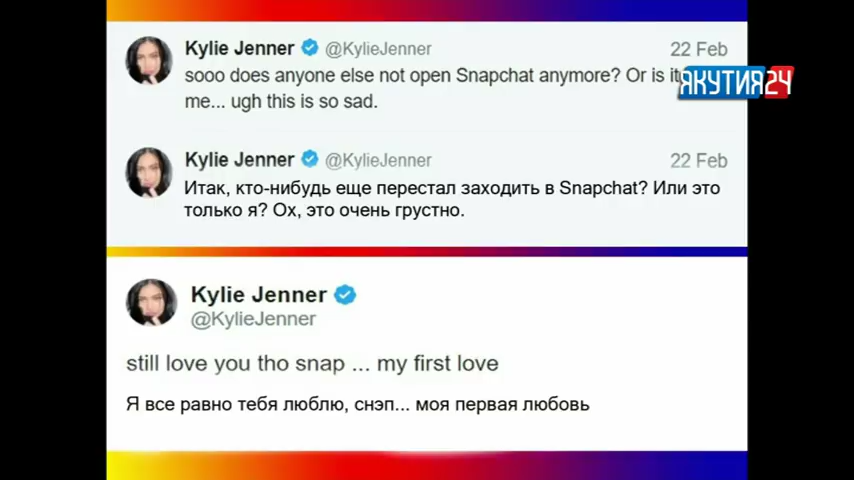 Kylie Jenner @KylieJenner 22 Feb
sooo does anyone else not open Snapchat anymore? Or is it
ЯКУТИЯ24
me... ugh this is so sad.
Kylie Jenner @KylieJenner 22 Feb
Итак, кто-нибудь еще перестал заходить в Snapchat? Или это
только я? Ох, это очень грустно.
Kylie Jenner
@KylieJenner
still love you tho snap ... my first love
Я все равно тебя люблю, снэп... моя первая любовь